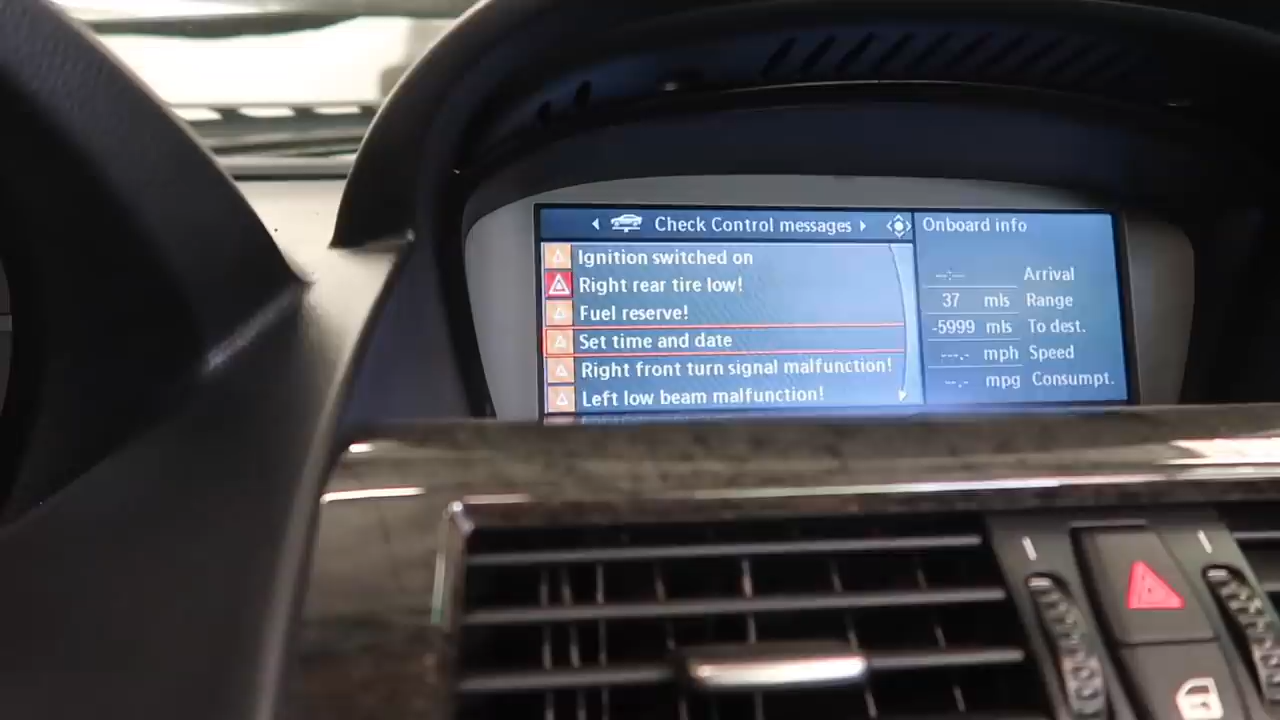 Check Control messages
Ignition switched on
Right rear tire low!
Fuel reserve!
Set time and date
Right front turn signal malfunction!
Left low beam malfunction!
Onboard info
--:-- Arrival
37 mls Range
-5999 mls To dest.
---.- mph Speed
--.- mpg Consumpt.